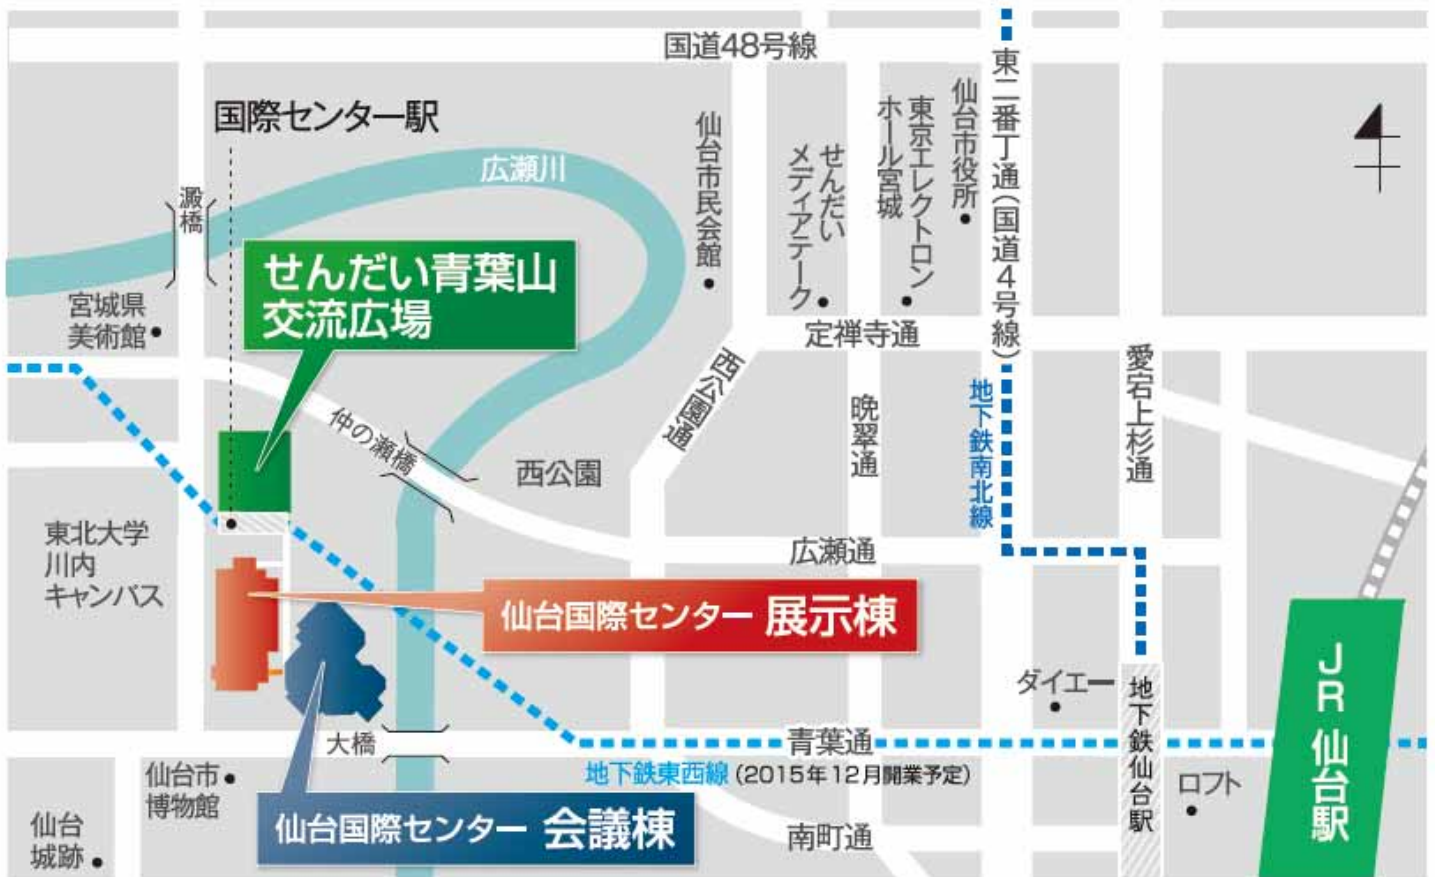 国道48号線
国際センター駅
広瀬川
澱橋
仙台市民会館
せんだい
メディアテーク
東京エレクトロン
ホール宮城
仙台市役所
東二番丁通(国道4号線)
せんだい青葉山
交流広場
宮城県
美術館
定禅寺通
西公園通
晩翠通
地下鉄南北線
愛宕上杉通
仲の瀬橋
西公園
東北大学
川内
キャンパス
広瀬通
仙台国際センター 展示棟
ダイエー
地下鉄仙台駅
JR 仙台駅
大橋
青葉通
地下鉄東西線(2015年12月開業予定)
仙台市
博物館
ロフト
仙台国際センター 会議棟
南町通
仙台
城跡